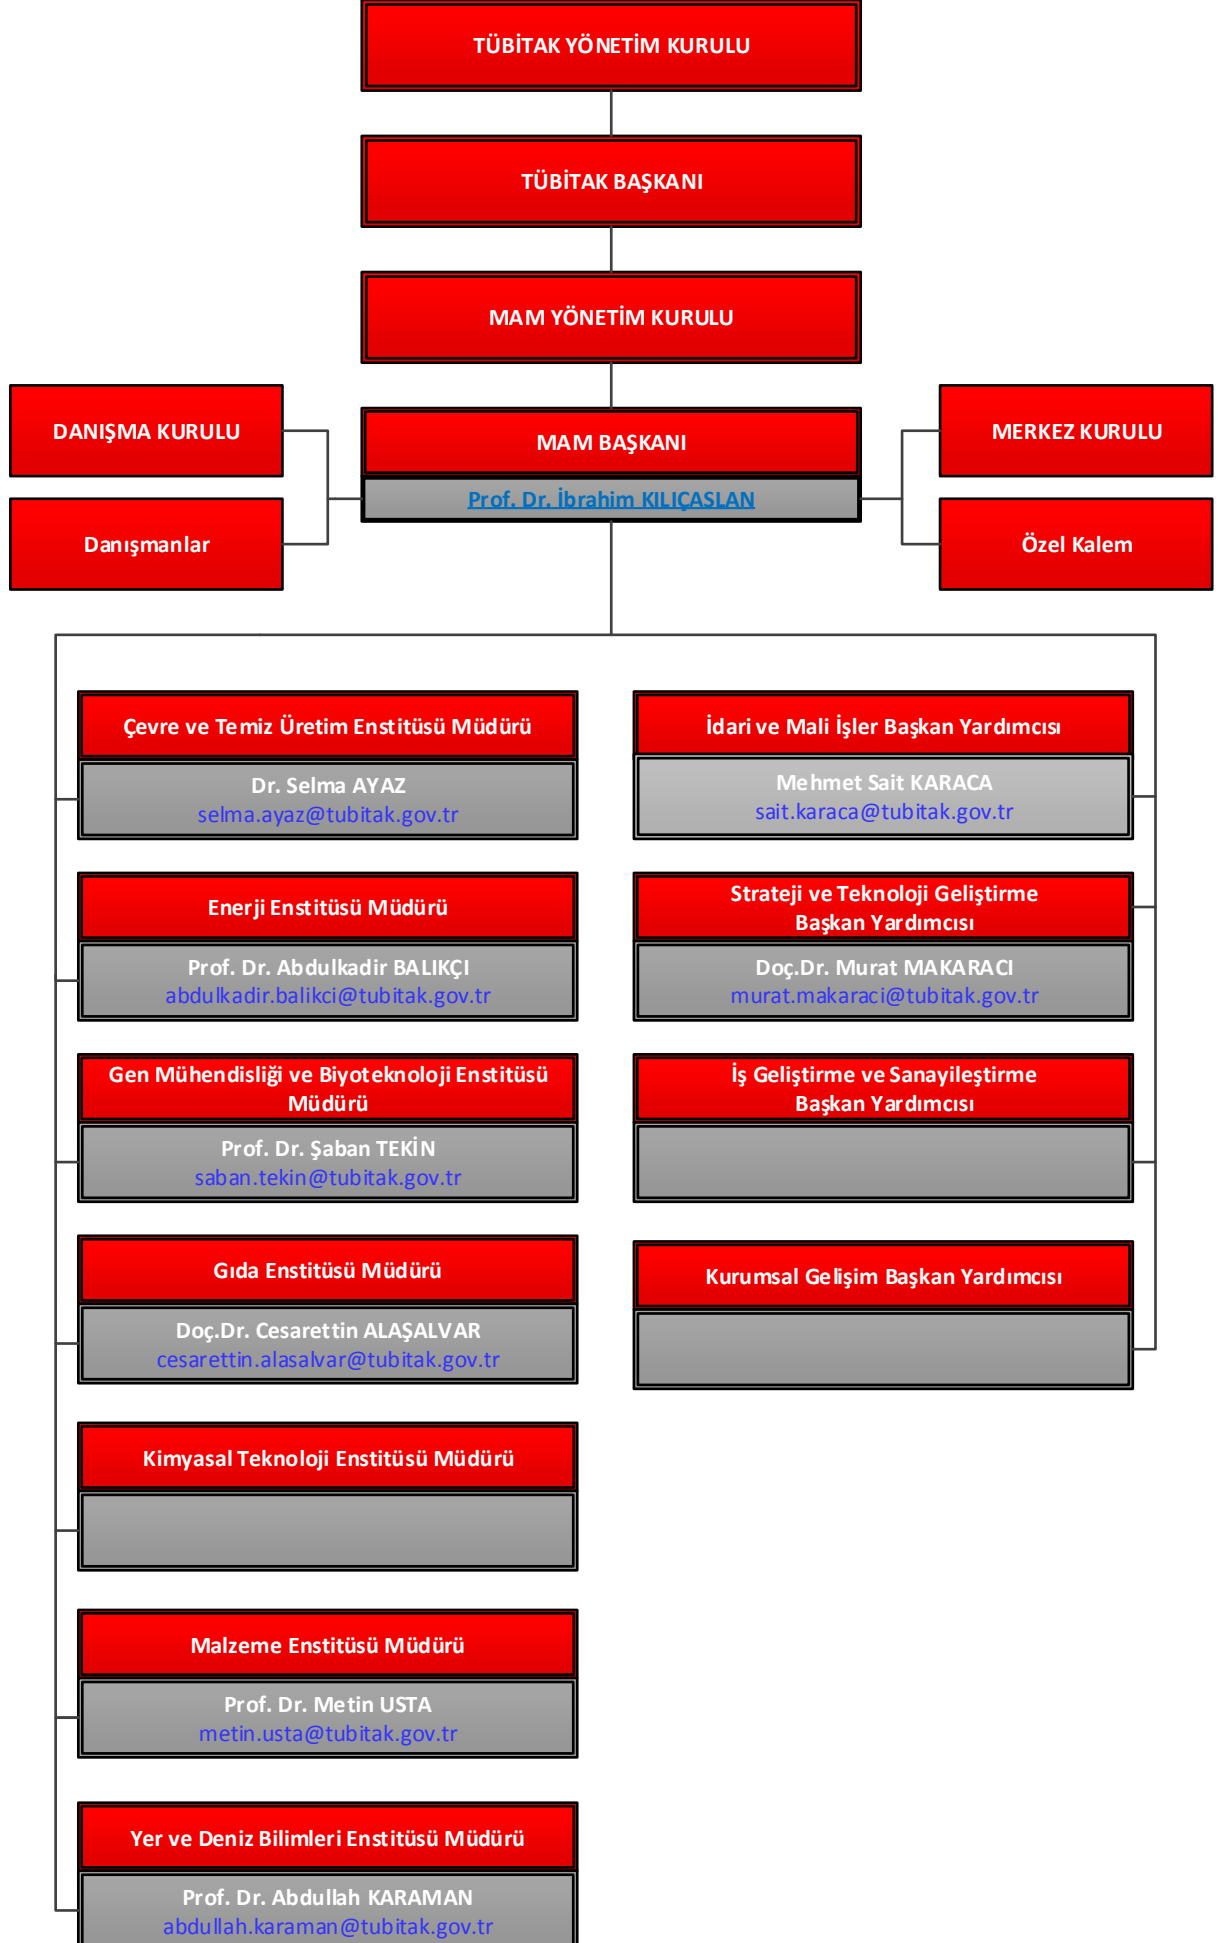 TÜBİTAK YÖNETİM KURULU
TÜBİTAK BAŞKANI
MAM YÖNETİM KURULU
DANIŞMA KURULU
MAM BAŞKANI
MERKEZ KURULU
Prof. Dr. İbrahim KILIÇASLAN
Danışmanlar
Özel Kalem
Çevre ve Temiz Üretim Enstitüsü Müdürü
Dr. Selma AYAZ
selma.ayaz@tubitak.gov.tr
Enerji Enstitüsü Müdürü
Prof. Dr. Abdulkadir BALIKÇI
abdulkadir.balikci@tubitak.gov.tr
Gen Mühendisliği ve Biyoteknoloji Enstitüsü
Müdürü
Prof. Dr. Şaban TEKİN
saban.tekin@tubitak.gov.tr
Gıda Enstitüsü Müdürü
Doç.Dr. Cesarettin ALAŞALVAR
cesarettin.alasalvar@tubitak.gov.tr
Kimyasal Teknoloji Enstitüsü Müdürü
Malzeme Enstitüsü Müdürü
Prof. Dr. Metin USTA
metin.usta@tubitak.gov.tr
Yer ve Deniz Bilimleri Enstitüsü Müdürü
Prof. Dr. Abdullah KARAMAN
abdullah.karaman@tubitak.gov.tr
İdari ve Mali İşler Başkan Yardımcısı
Mehmet Sait KARACA
sait.karaca@tubitak.gov.tr
Strateji ve Teknoloji Geliştirme
Başkan Yardımcısı
Doç.Dr. Murat MAKARACI
murat.makaraci@tubitak.gov.tr
İş Geliştirme ve Sanayileştirme
Başkan Yardımcısı
Kurumsal Gelişim Başkan Yardımcısı